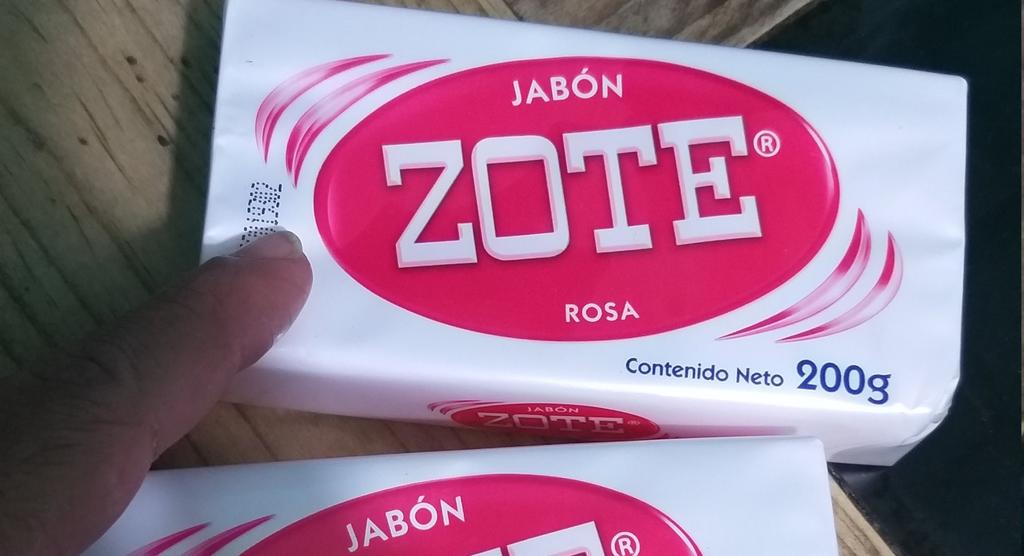 JABÓN
ZOTE®
ROSA
Contenido Neto 200g
JABÓN
ZOTE®
JABÓN
®